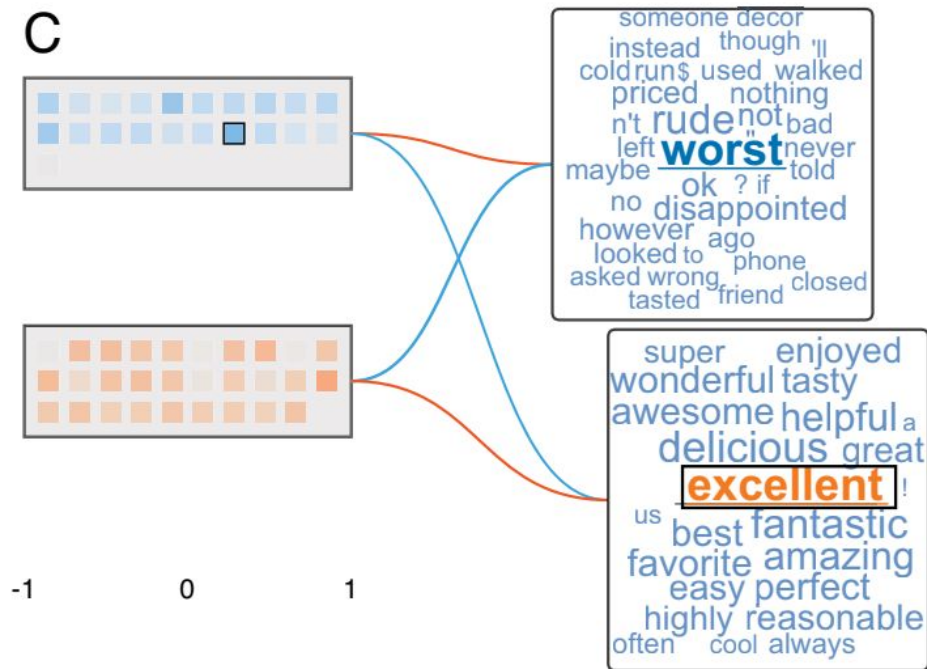 C
someone decor
instead though 'll
cold run $ used walked
priced nothing
n't rude not bad
"
left worst never
maybe told
ok ? if
no disappointed
however ago
looked to phone
asked wrong closed
tasted friend
super enjoyed
wonderful tasty
awesome helpful a
delicious great
excellent !
us best fantastic
favorite amazing
easy perfect
highly reasonable
often cool always
-1 0 1